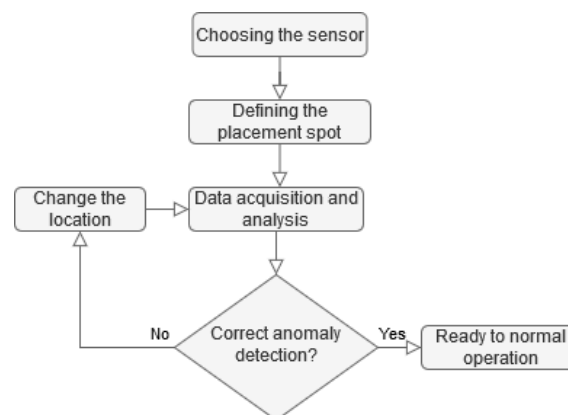 Choosing the sensor
Defining the
placement spot
Change the
location
Data acquisition and
analysis
No
Correct anomaly
detection?
Yes
Ready to normal
operation